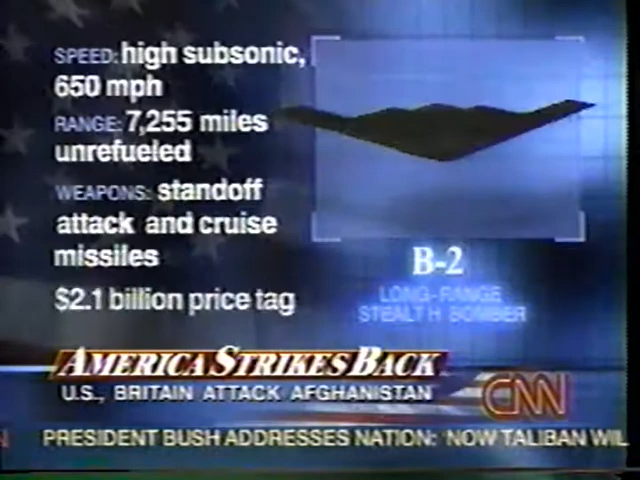 SPEED: high subsonic,
650 mph
RANGE: 7,255 miles
unrefueled
WEAPONS: standoff
attack and cruise
missiles
$2.1 billion price tag
B-2
LONG-RANGE
STEALTH BOMBER
AMERICA STRIKES BACK
U.S., BRITAIN ATTACK AFGHANISTAN
CNN
PRESIDENT BUSH ADDRESSES NATION: 'NOW TALIBAN WIL